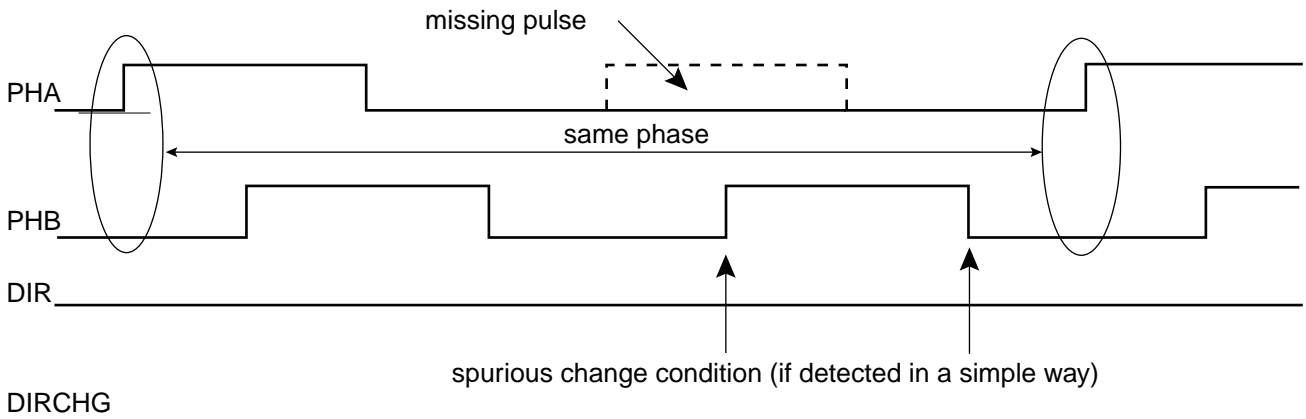 missing pulse
PHA
same phase
PHB
DIR
spurious change condition (if detected in a simple way)
DIRCHG